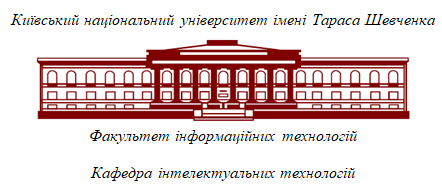 Київський національний університет імені Тараса Шевченка
Факультет інформаційних технологій
Кафедра інтелектуальних технологій